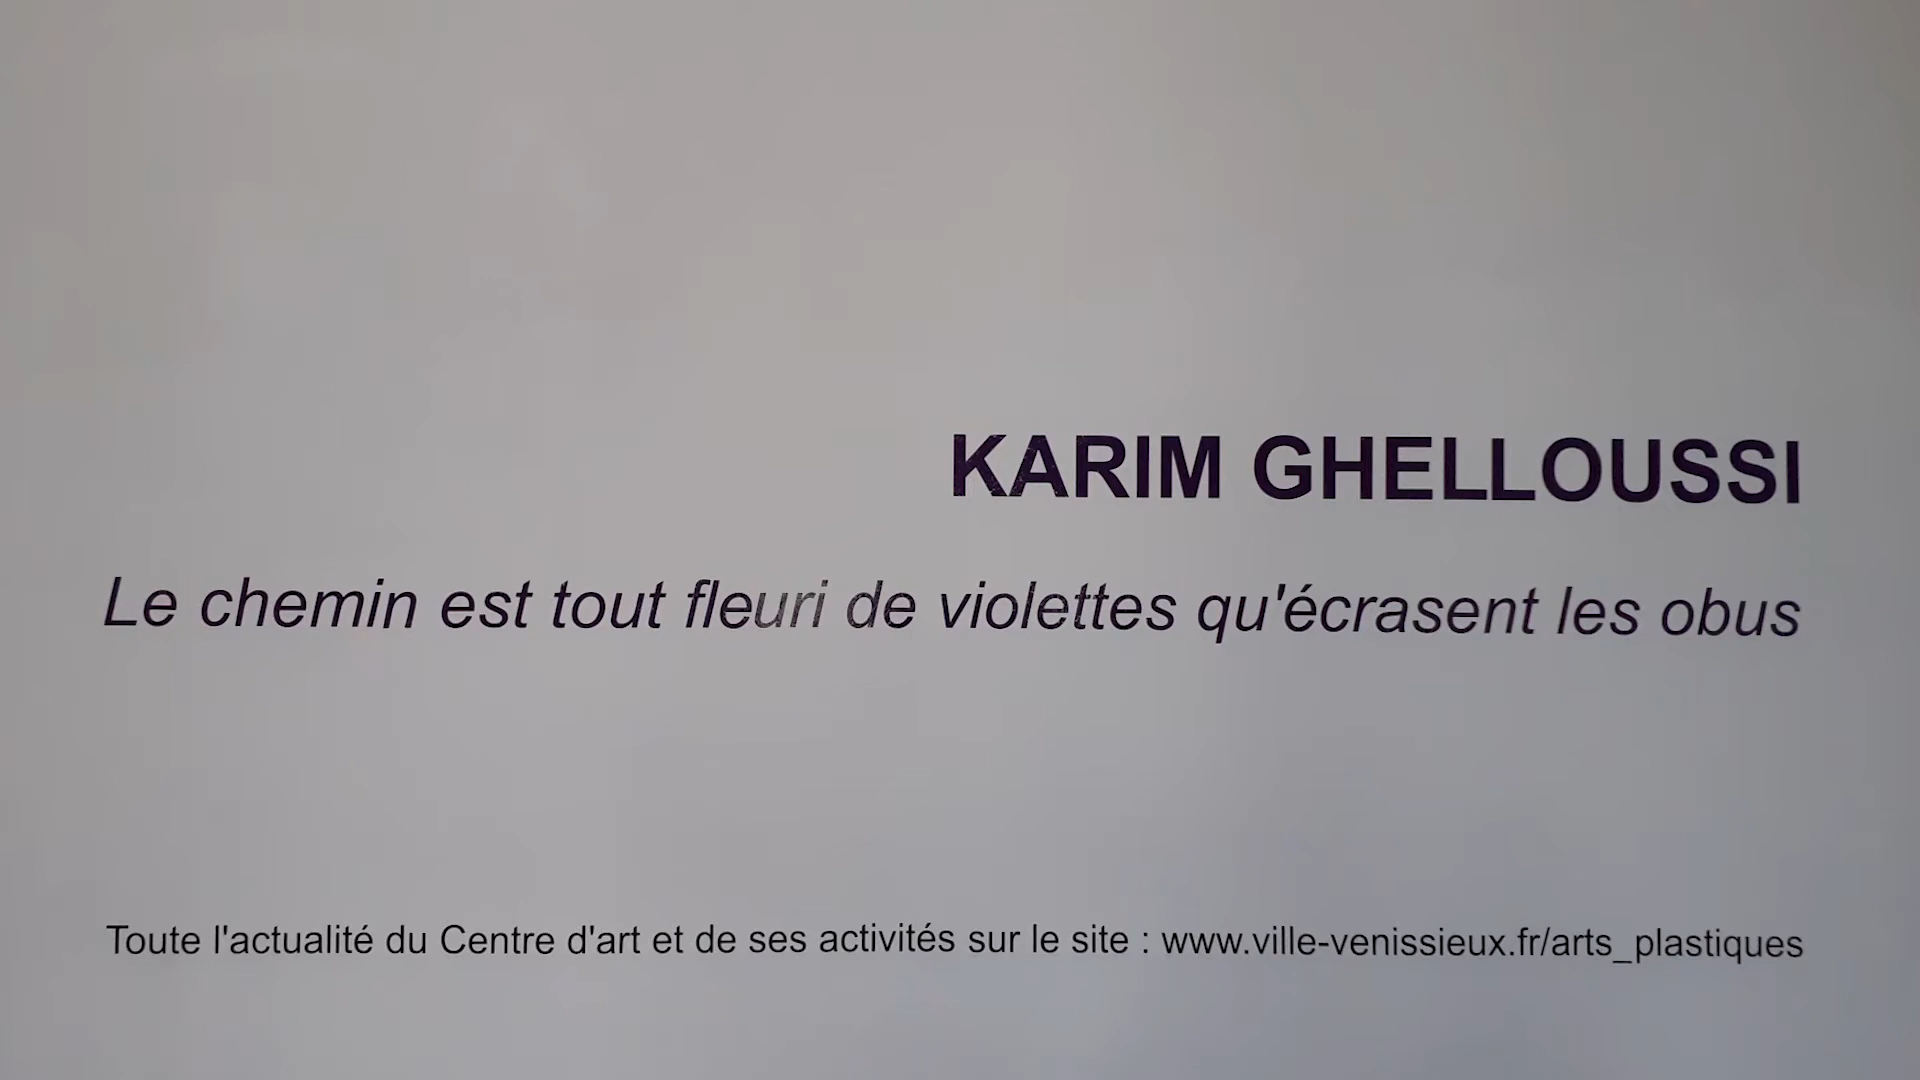 KARIM GHELLOUSSI
Le chemin est tout fleuri de violettes qu'écrasent les obus
Toute l'actualité du Centre d'art et de ses activités sur le site : www.ville-venissieux.fr/arts_plastiques